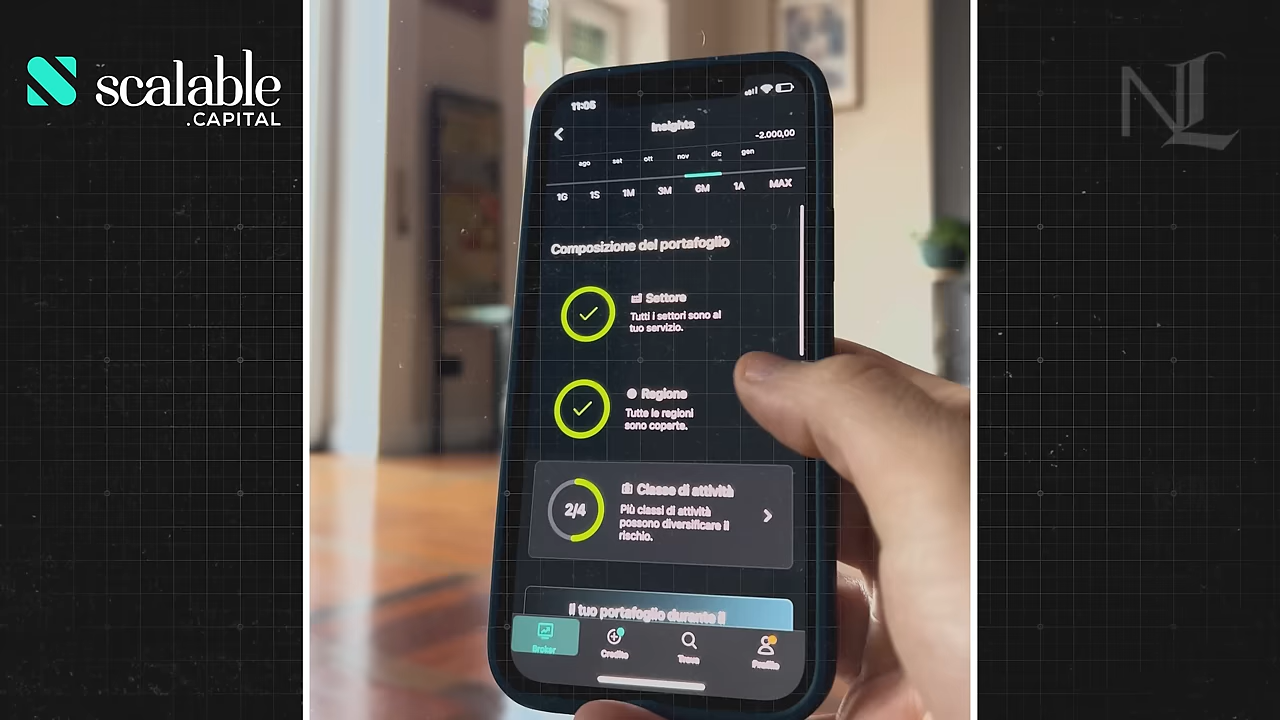 scalable
.CAPITAL
NL
11:05
Insights
-2.000,00
ago set ott nov dic gen
1G 1S 1M 3M 6M 1A MAX
Composizione del portafoglio
Settore
Tutti i settori sono al
tuo servizio.
Regione
Tutte le regioni
sono coperte.
2/4
Classe di attività
Più classi di attività
possono diversificare il
rischio.
Il tuo portafoglio durante il
Broker Credito Trova Profilo